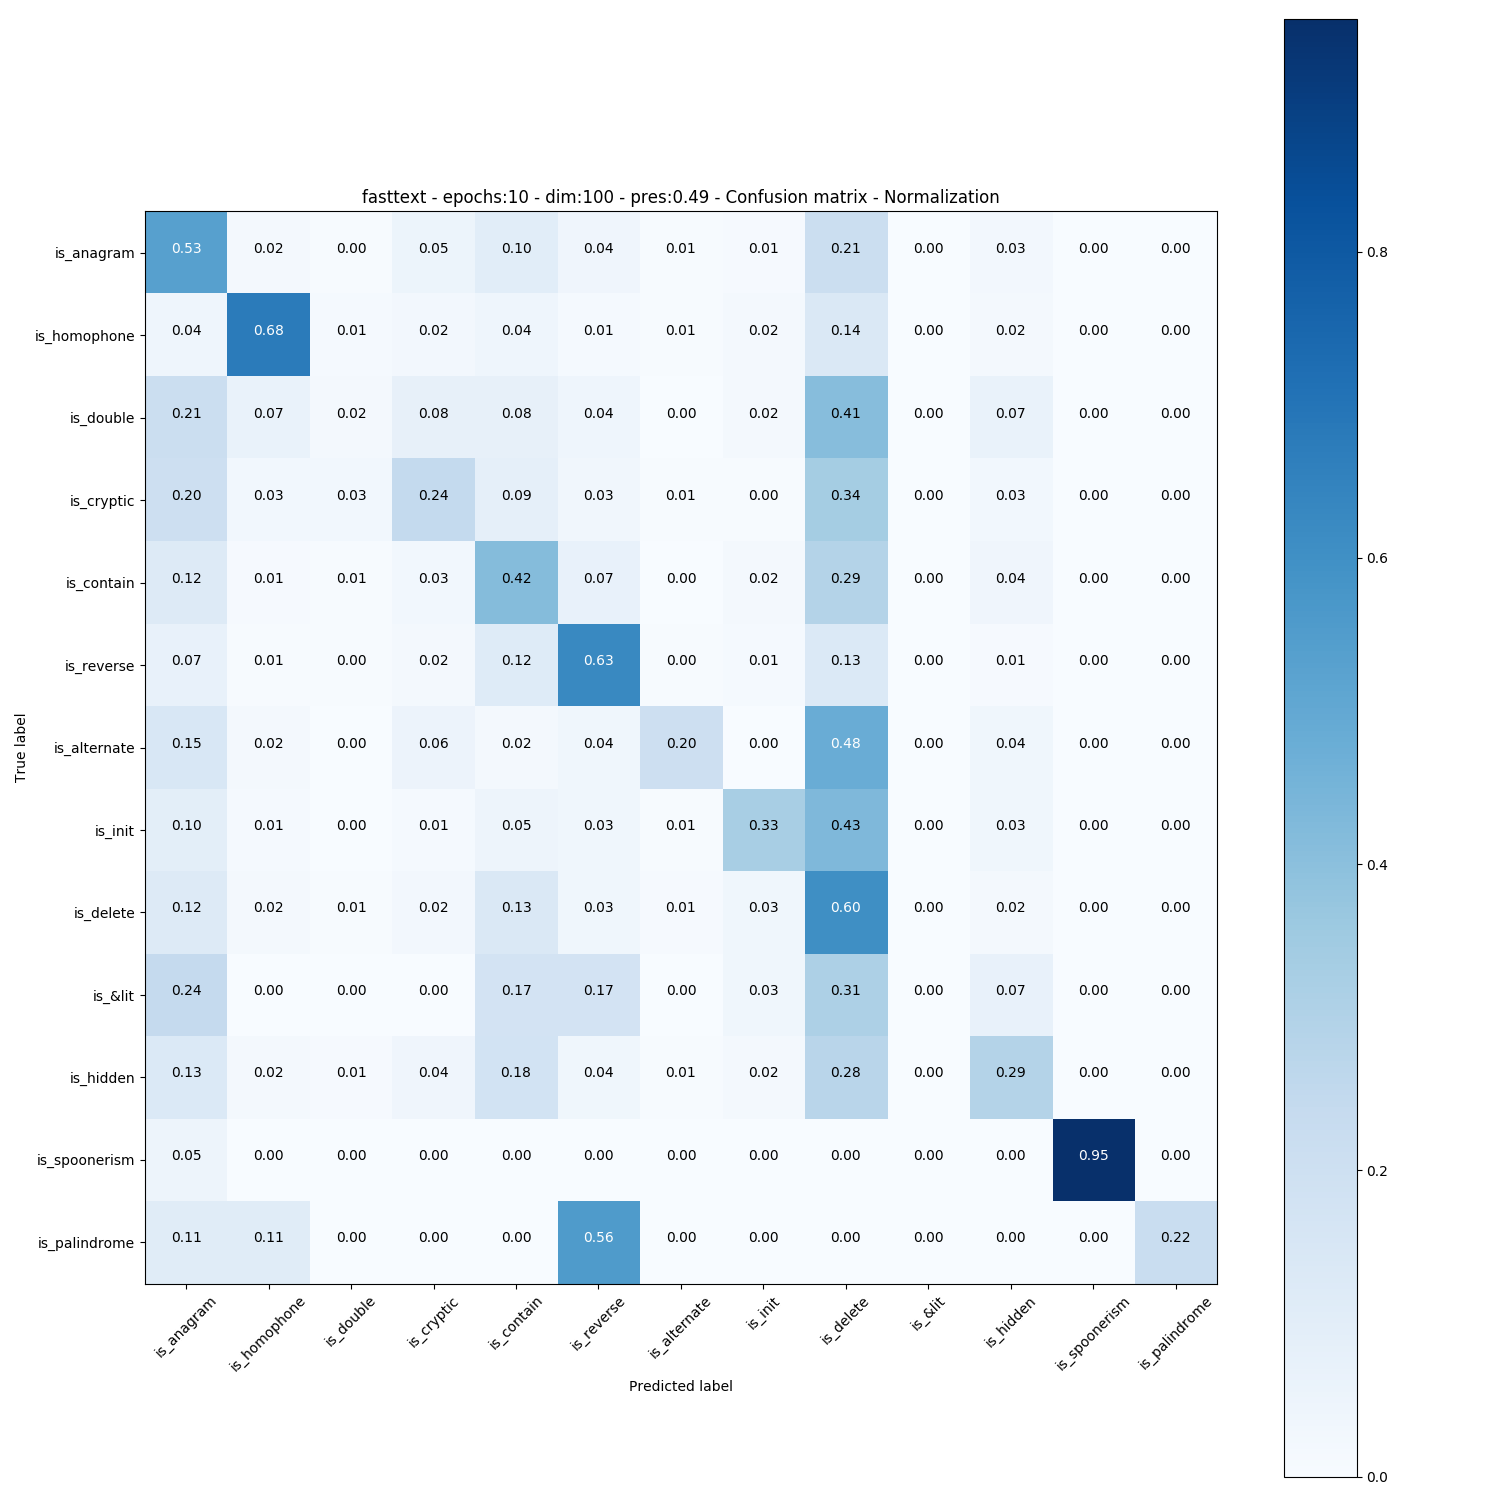 fasttext - epochs:10 - dim:100 - pres:0.49 - Confusion matrix - Normalization
is_anagram 0.53 0.02 0.00 0.05 0.10 0.04 0.01 0.01 0.21 0.00 0.03 0.00 0.00
is_homophone 0.04 0.68 0.01 0.02 0.04 0.01 0.01 0.02 0.14 0.00 0.02 0.00 0.00
is_double 0.21 0.07 0.02 0.08 0.08 0.04 0.00 0.02 0.41 0.00 0.07 0.00 0.00
is_cryptic 0.20 0.03 0.03 0.24 0.09 0.03 0.01 0.00 0.34 0.00 0.03 0.00 0.00
is_contain 0.12 0.01 0.01 0.03 0.42 0.07 0.00 0.02 0.29 0.00 0.04 0.00 0.00
is_reverse 0.07 0.01 0.00 0.02 0.12 0.63 0.00 0.01 0.13 0.00 0.01 0.00 0.00
is_alternate 0.15 0.02 0.00 0.06 0.02 0.04 0.20 0.00 0.48 0.00 0.04 0.00 0.00
is_init 0.10 0.01 0.00 0.01 0.05 0.03 0.01 0.33 0.43 0.00 0.03 0.00 0.00
is_delete 0.12 0.02 0.01 0.02 0.13 0.03 0.01 0.03 0.60 0.00 0.02 0.00 0.00
is_&lit 0.24 0.00 0.00 0.00 0.17 0.17 0.00 0.03 0.31 0.00 0.07 0.00 0.00
is_hidden 0.13 0.02 0.01 0.04 0.18 0.04 0.01 0.02 0.28 0.00 0.29 0.00 0.00
is_spoonerism 0.05 0.00 0.00 0.00 0.00 0.00 0.00 0.00 0.00 0.00 0.00 0.95 0.00
is_palindrome 0.11 0.11 0.00 0.00 0.00 0.56 0.00 0.00 0.00 0.00 0.00 0.00 0.22
True label
is_anagram is_homophone is_double is_cryptic is_contain is_reverse is_alternate is_init is_delete is_&lit is_hidden is_spoonerism is_palindrome
Predicted label
0.8
0.6
0.4
0.2
0.0